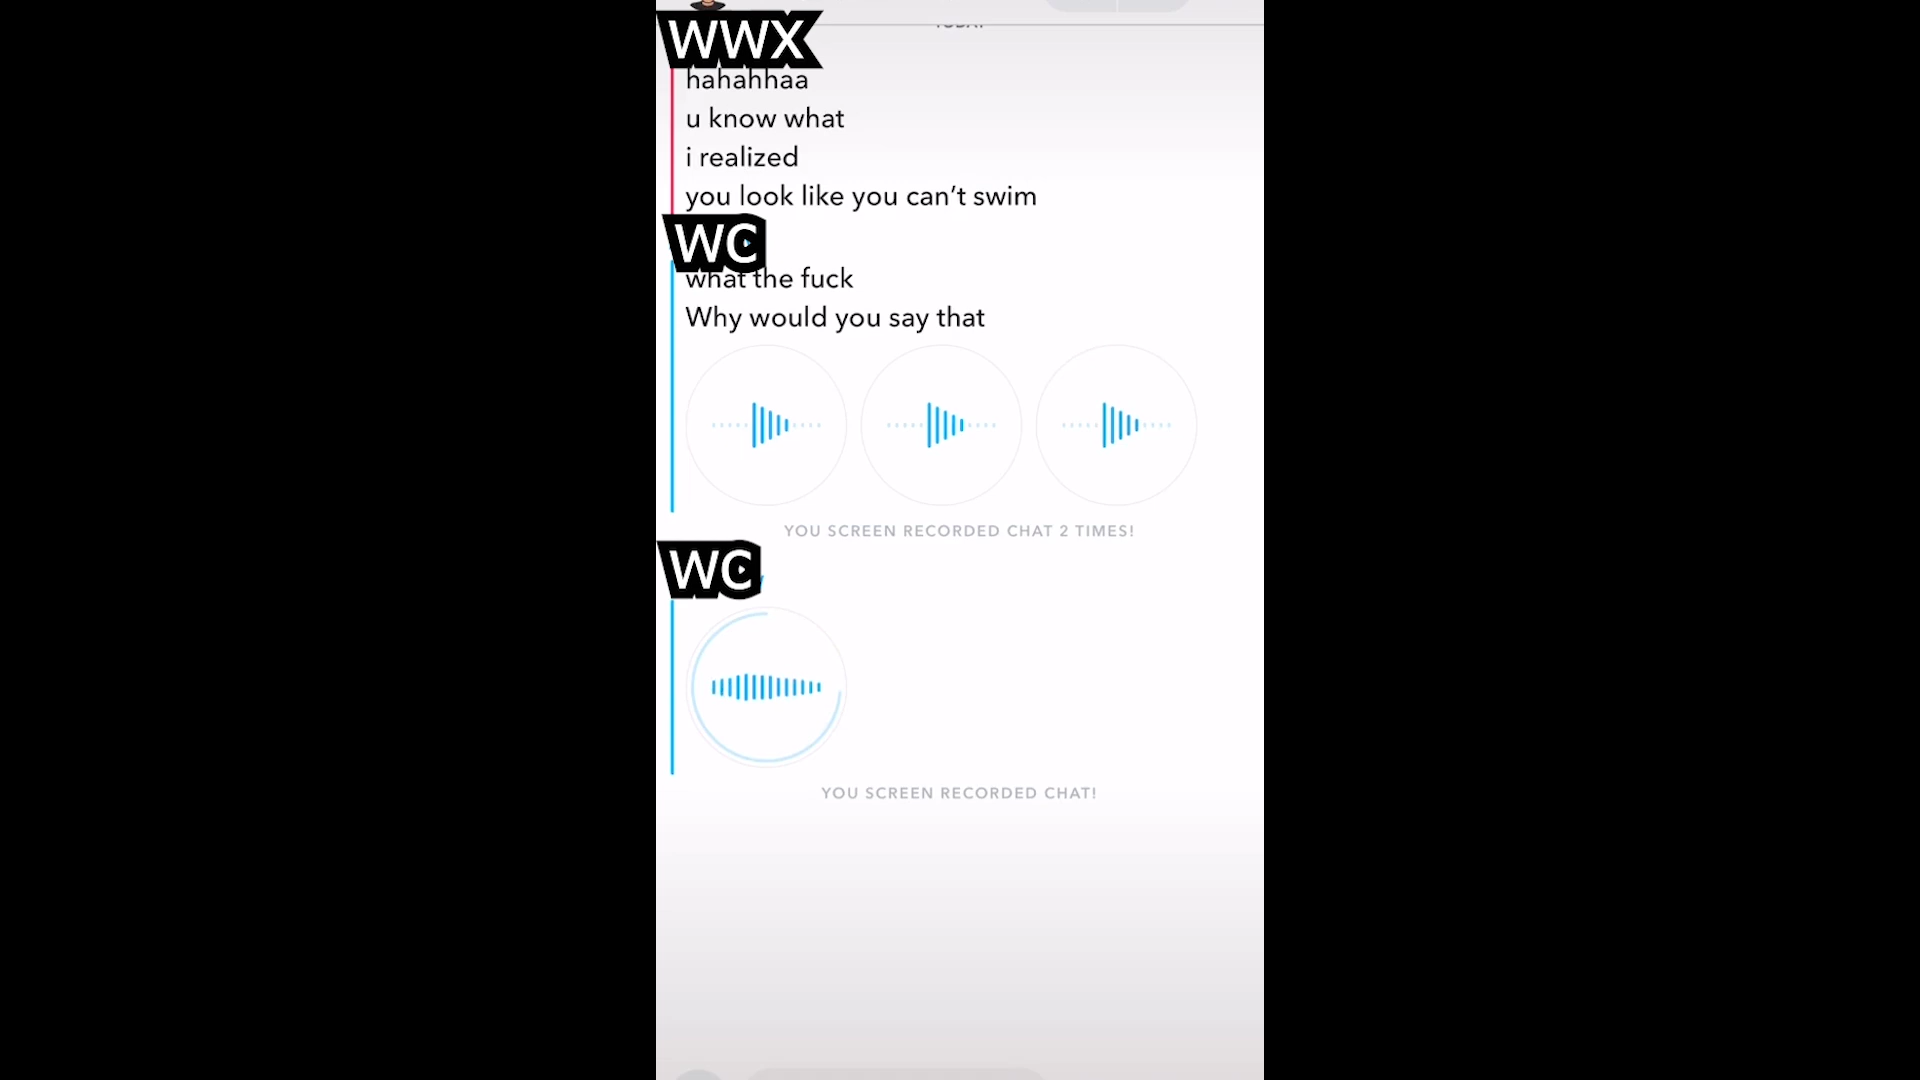 TODAY
WWX
hahahhaa
u know what
i realized
you look like you can't swim
WC
what the fuck
Why would you say that
YOU SCREEN RECORDED CHAT 2 TIMES!
WC
YOU SCREEN RECORDED CHAT!